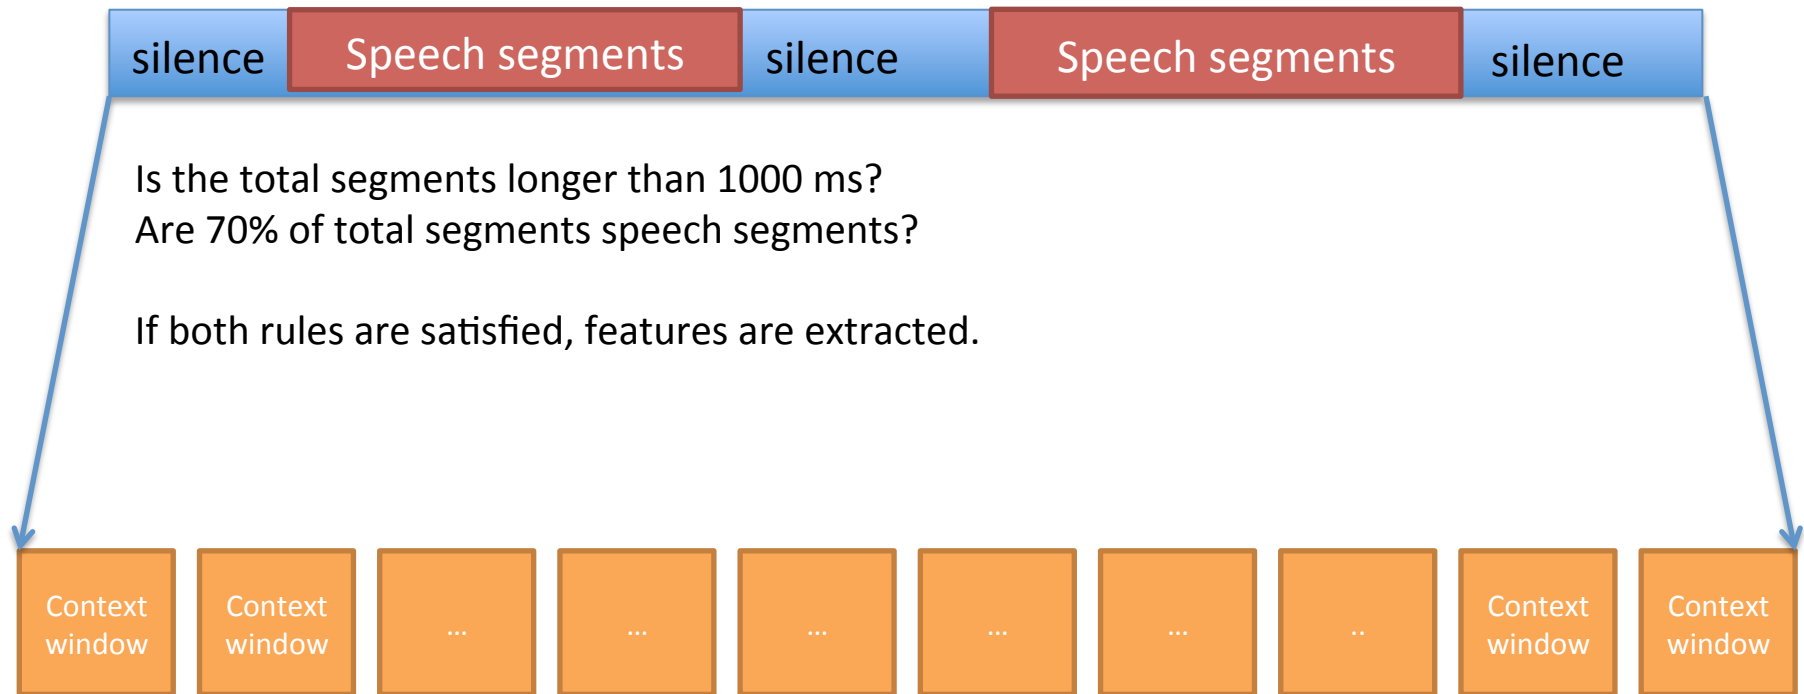 silence Speech segments silence Speech segments silence
Is the total segments longer than 1000 ms?
Are 70% of total segments speech segments?
If both rules are satisfied, features are extracted.
Context Context Context Context
window window ... ... ... ... ... .. window window